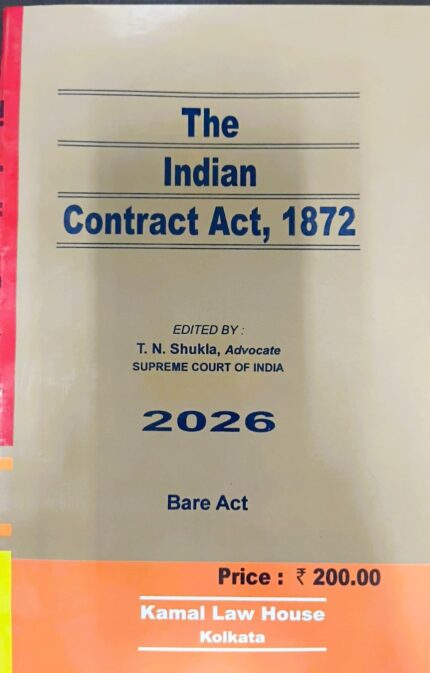 The
Indian
Contract Act, 1872
EDITED BY :
T. N. Shukla, Advocate
SUPREME COURT OF INDIA
2026
Bare Act
Price : ₹ 200.00
Kamal Law House
Kolkata